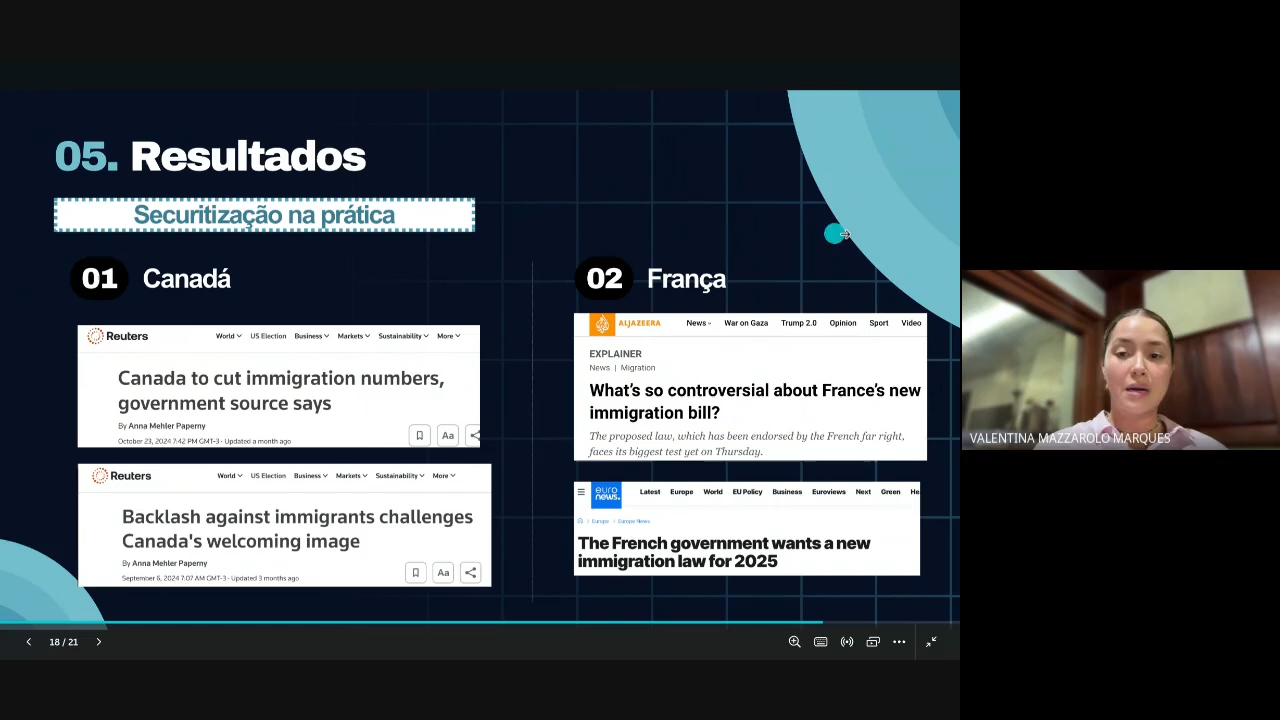 05. Resultados
Securitização na prática
01 Canadá
Reuters World US Election Business Markets Sustainability More
Canada to cut immigration numbers,
government source says
By Anna Mehler Paperny
Aa
October 23, 2024 7:42 PM GMT-3 · Updated a month ago
Reuters World US Election Business Markets Sustainability More
Backlash against immigrants challenges
Canada's welcoming image
By Anna Mehler Paperny
Aa
September 6, 2024 7:07 AM GMT-3 · Updated 3 months ago
02 França
ALJAZEERA News War on Gaza Trump 2.0 Opinion Sport Video
EXPLAINER
News | Migration
What's so controversial about France's new
immigration bill?
The proposed law, which has been endorsed by the French far right,
faces its biggest test yet on Thursday.
euro
news. Latest Europe World EU Policy Business Euroviews Next Green He
/ Europe / Europe News
The French government wants a new
immigration law for 2025
18 / 21
VALENTINA MAZZAROLO MARQUES